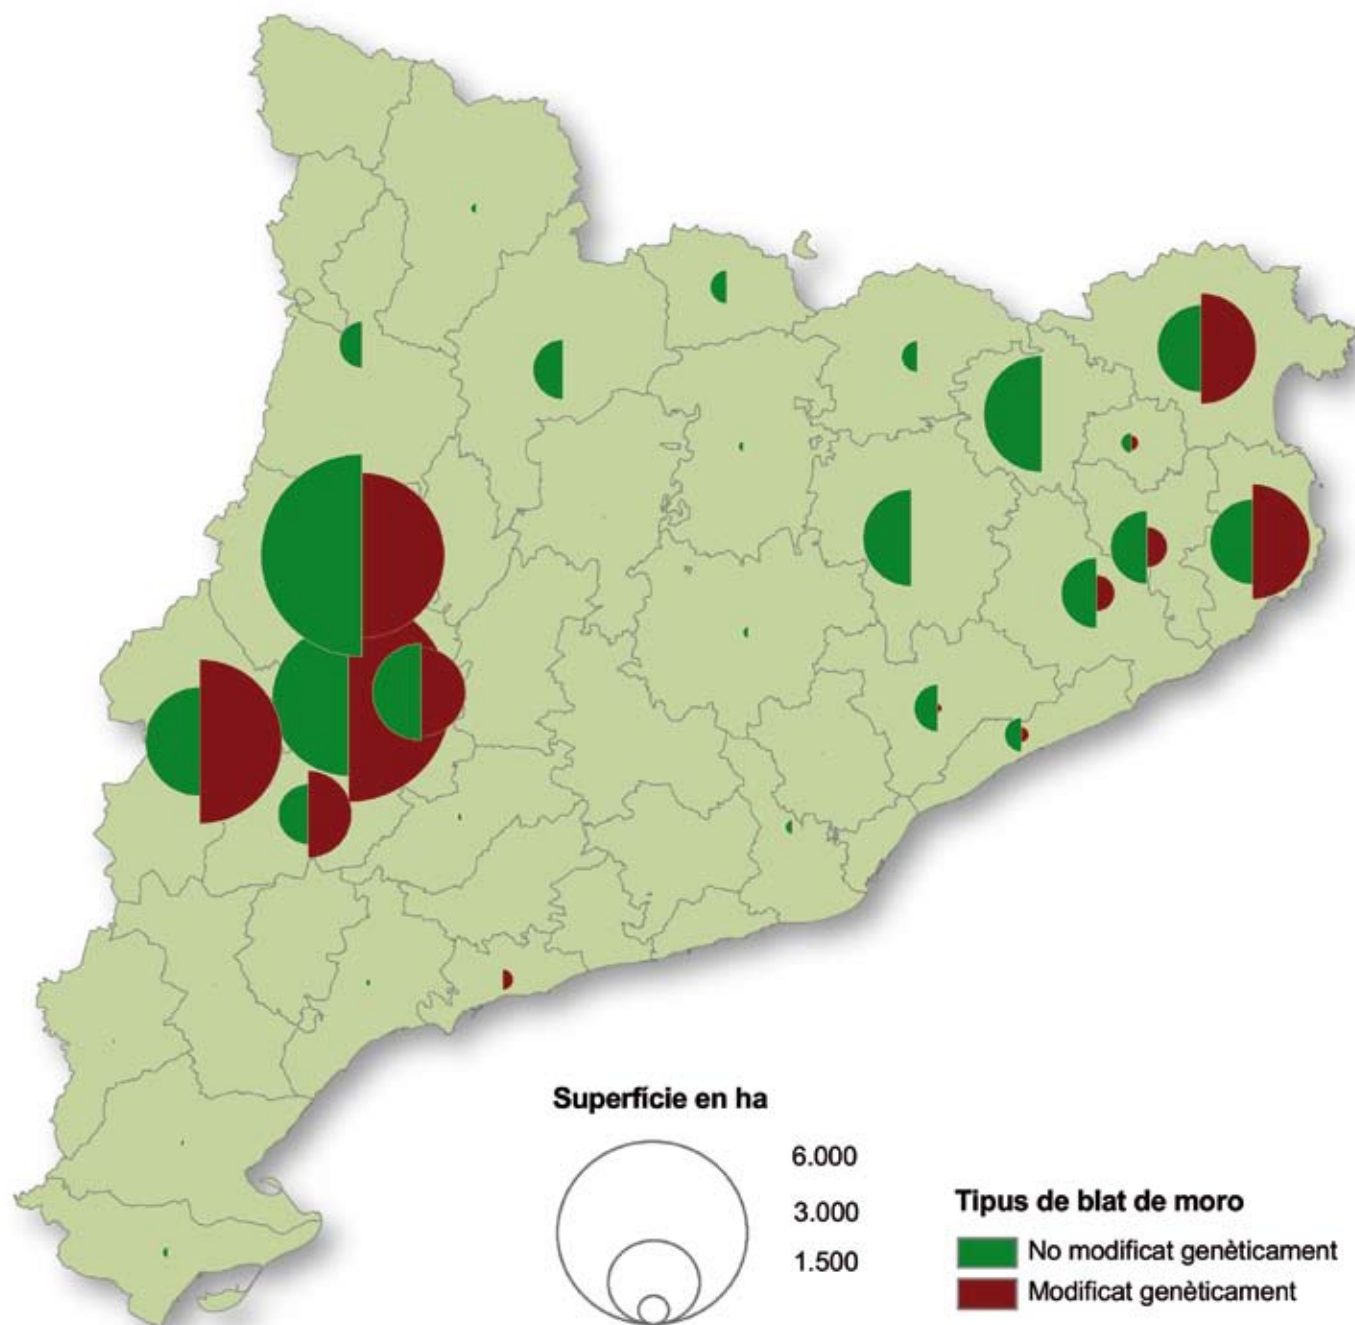 Superfície en ha
6.000
3.000
1.500
Tipus de blat de moro
No modificat genèticament
Modificat genèticament